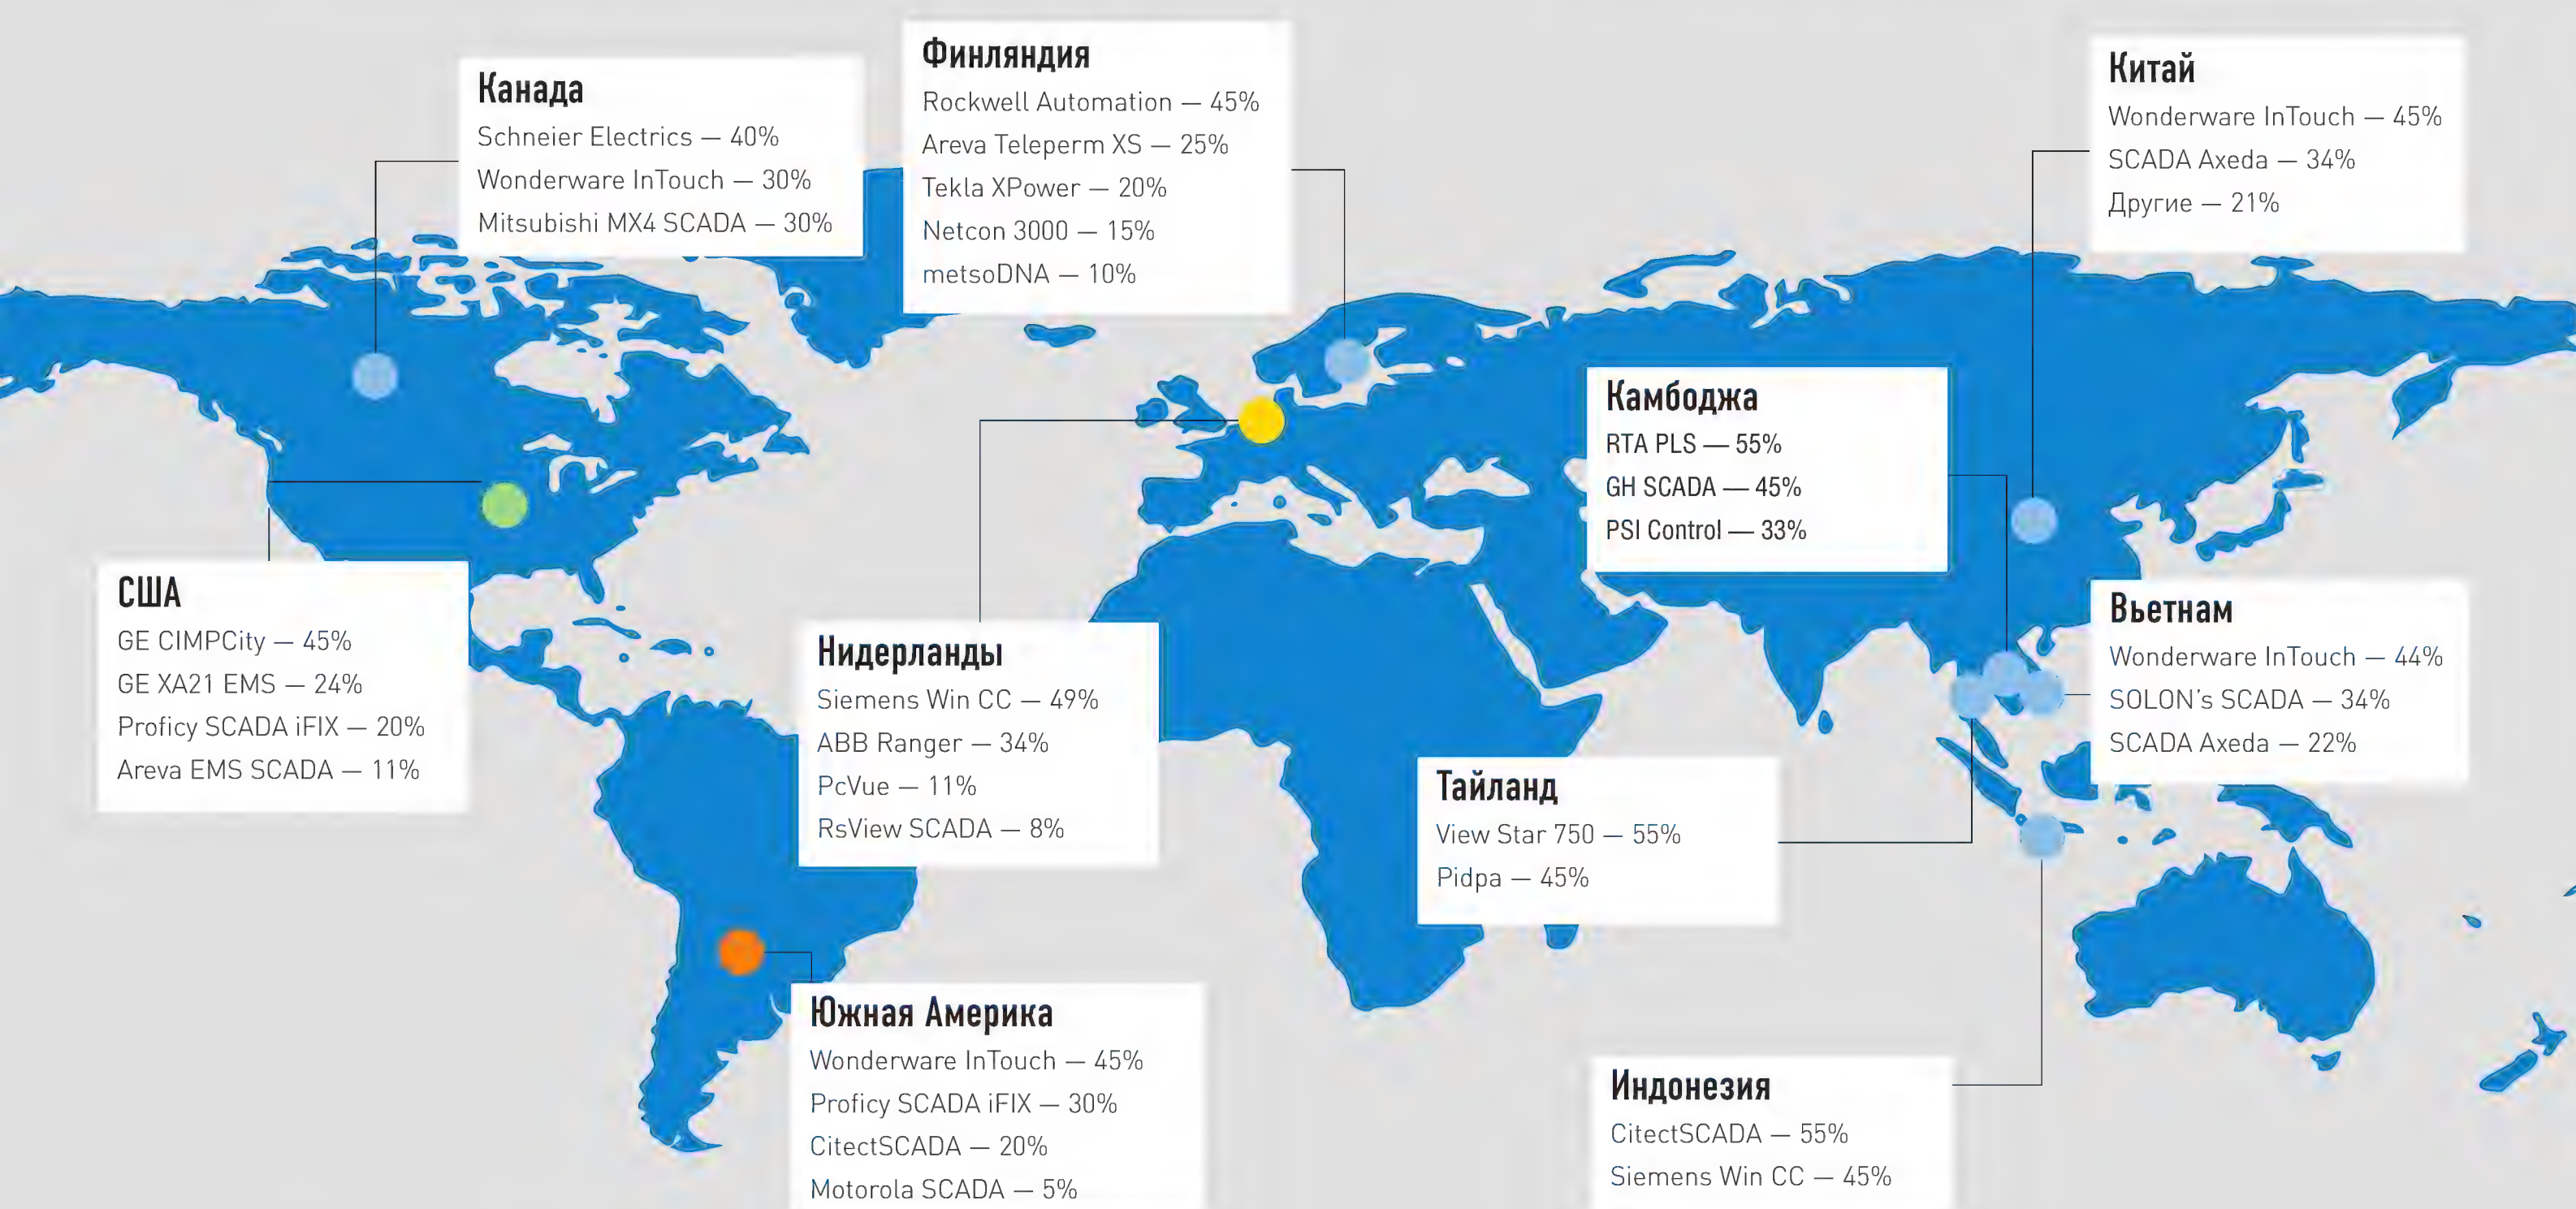 Канада
Schneier Electrics — 40%
Wonderware InTouch — 30%
Mitsubishi MX4 SCADA — 30%
Финляндия
Rockwell Automation — 45%
Areva Teleperm XS — 25%
Tekla XPower — 20%
Netcon 3000 — 15%
metsoDNA — 10%
Китай
Wonderware InTouch — 45%
SCADA Axeda — 34%
Другие — 21%
Камбоджа
RTA PLS — 55%
GH SCADA — 45%
PSI Control — 33%
США
GE CIMPCity — 45%
GE XA21 EMS — 24%
Proficy SCADA iFIX — 20%
Areva EMS SCADA — 11%
Нидерланды
Siemens Win CC — 49%
ABB Ranger — 34%
PcVue — 11%
RsView SCADA — 8%
Вьетнам
Wonderware InTouch — 44%
SOLON’s SCADA — 34%
SCADA Axeda — 22%
Тайланд
View Star 750 — 55%
Pidpa — 45%
Южная Америка
Wonderware InTouch — 45%
Proficy SCADA iFIX — 30%
CitectSCADA — 20%
Motorola SCADA — 5%
Индонезия
CitectSCADA — 55%
Siemens Win CC — 45%